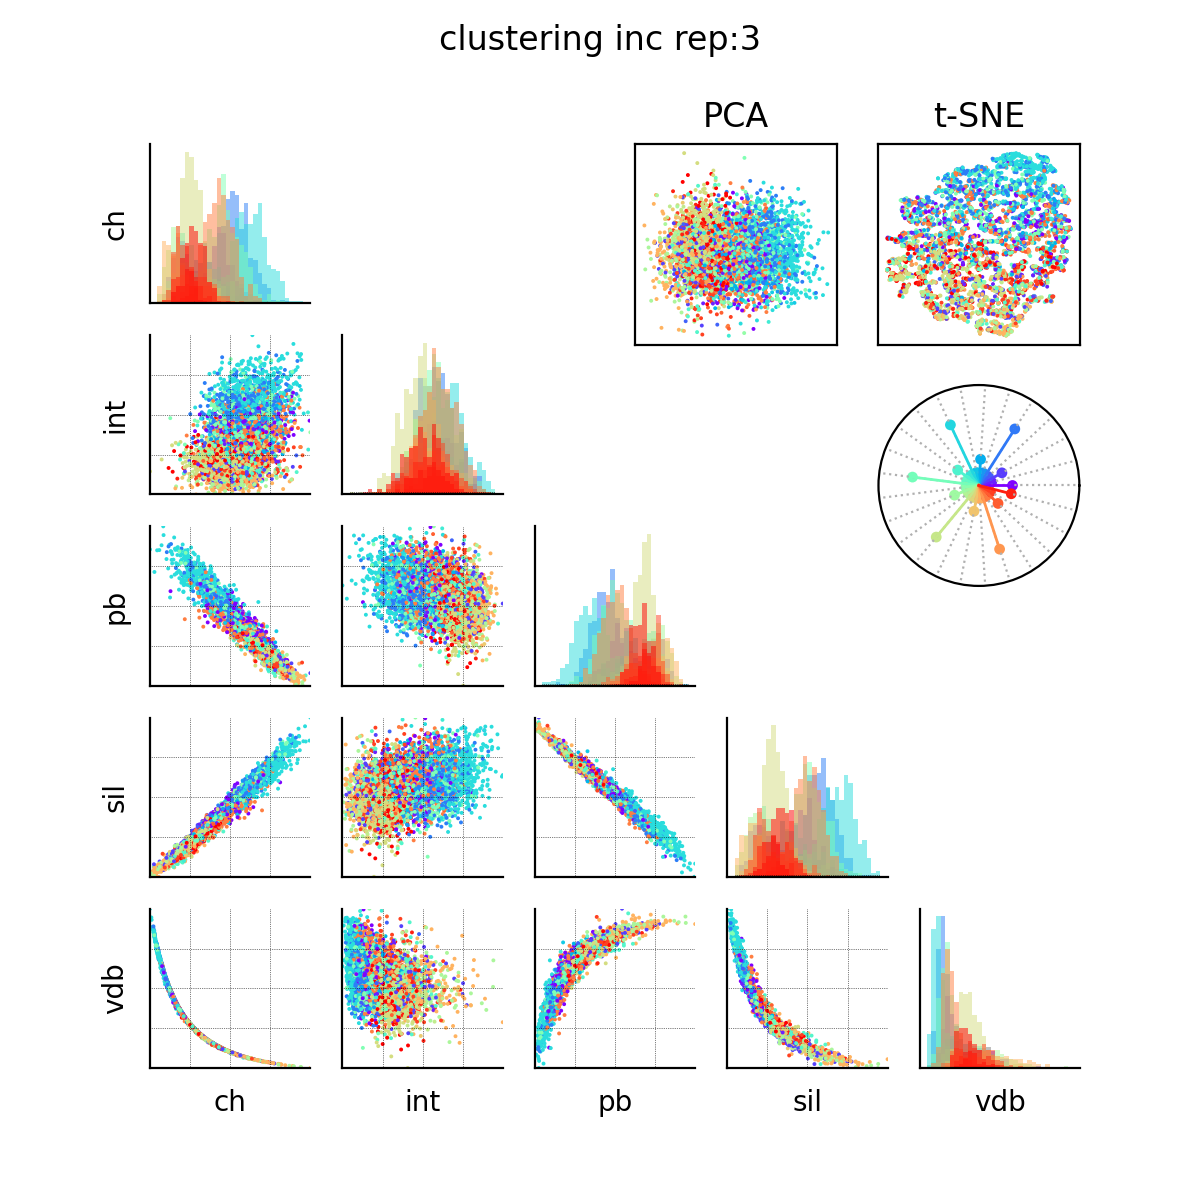 clustering inc rep:3
PCA
t-SNE
ch
int
pb
sil
vdb
ch
int
pb
sil
vdb